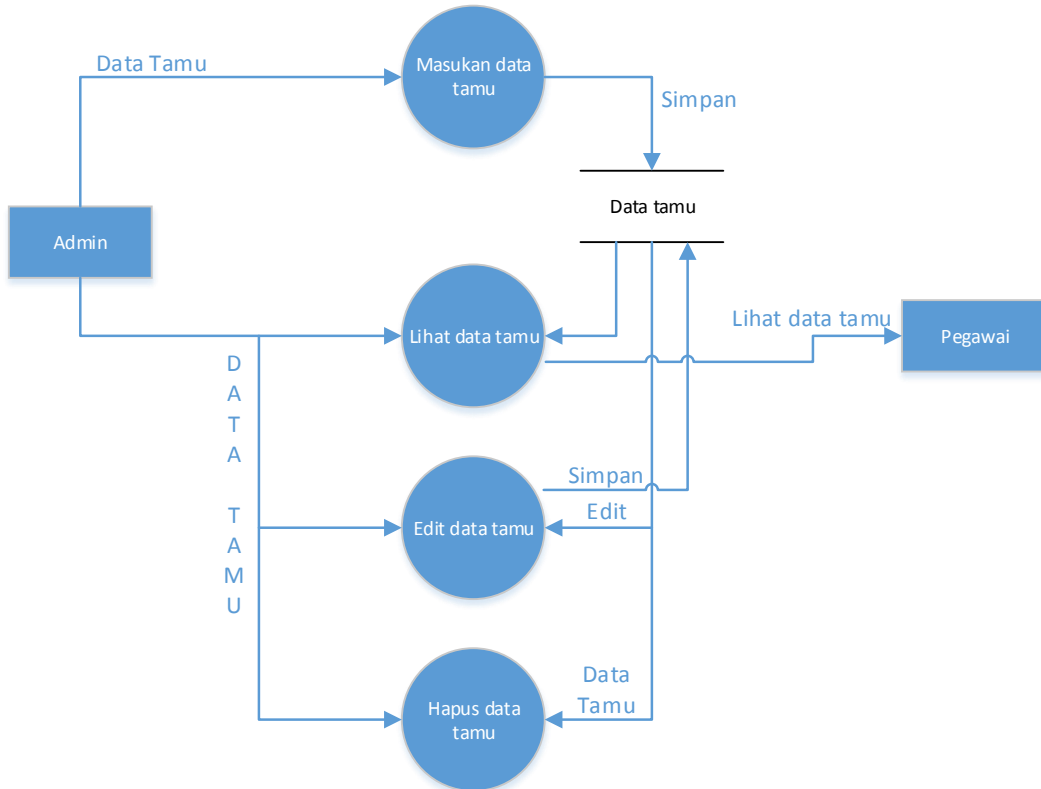 Masukan data
tamu
Data Tamu
Simpan
Data tamu
Admin
Lihat data tamu
Lihat data tamu
Pegawai
D
A
T
A
T
A
M
U
Simpan
Edit data tamu
Edit
Data
Tamu
Hapus data
tamu